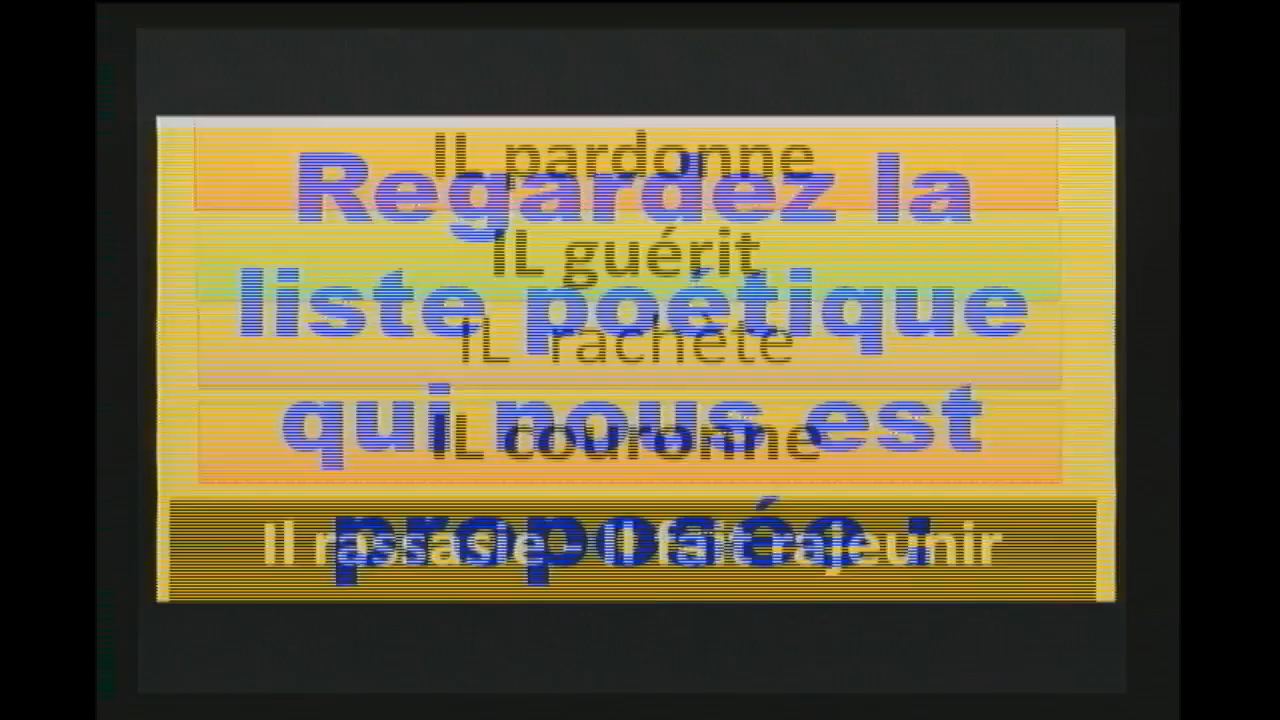 Regardez la
liste poétique
qui nous est
proposée :
IL pardonne
IL guérit
IL rachète
IL couronne
Il rassasie - Il fait rajeunir